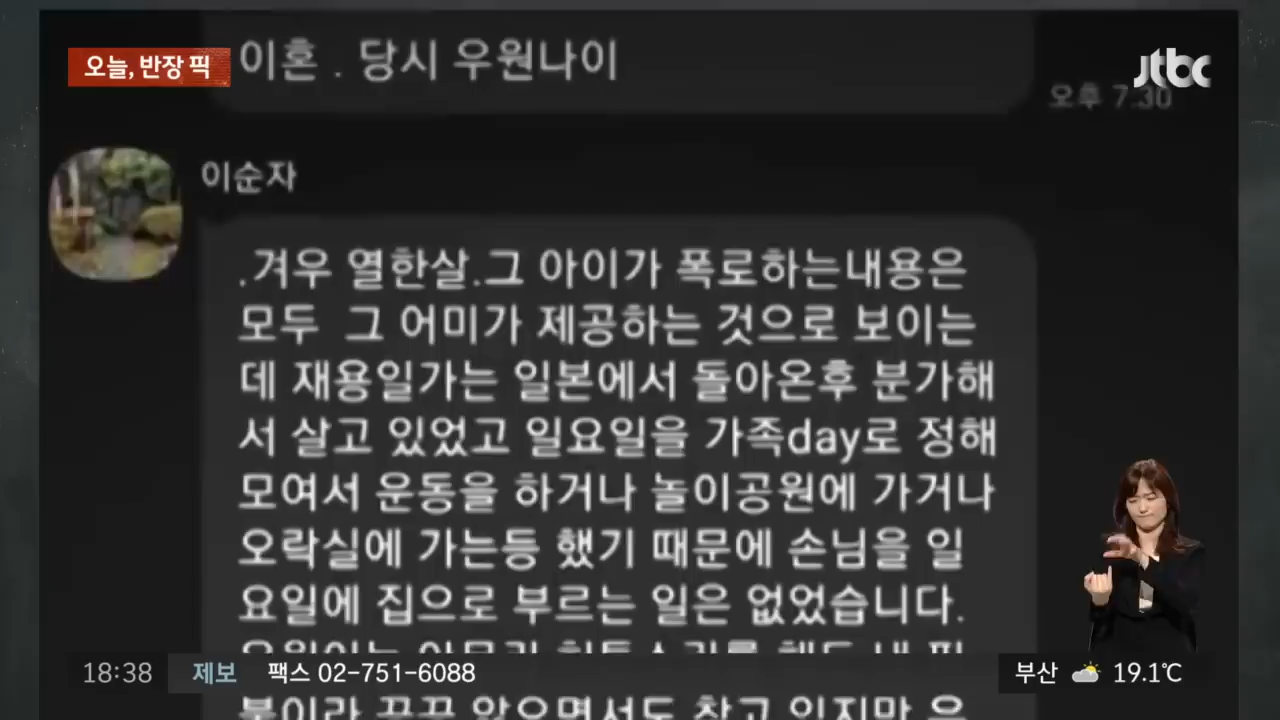 오늘, 반장 픽
jtbc
이혼 . 당시 우원나이
오후 7.30
이순자
.겨우 열한살.그 아이가 폭로하는내용은
모두 그 어미가 제공하는 것으로 보이는
데 재용일가는 일본에서 돌아온후 분가해
서 살고 있었고 일요일을 가족day로 정해
모여서 운동을 하거나 놀이공원에 가거나
오락실에 가는등 했기 때문에 손님을 일
요일에 집으로 부르는 일은 없었습니다.
18:38 제보 팩스 02-751-6088
부산 19.1℃